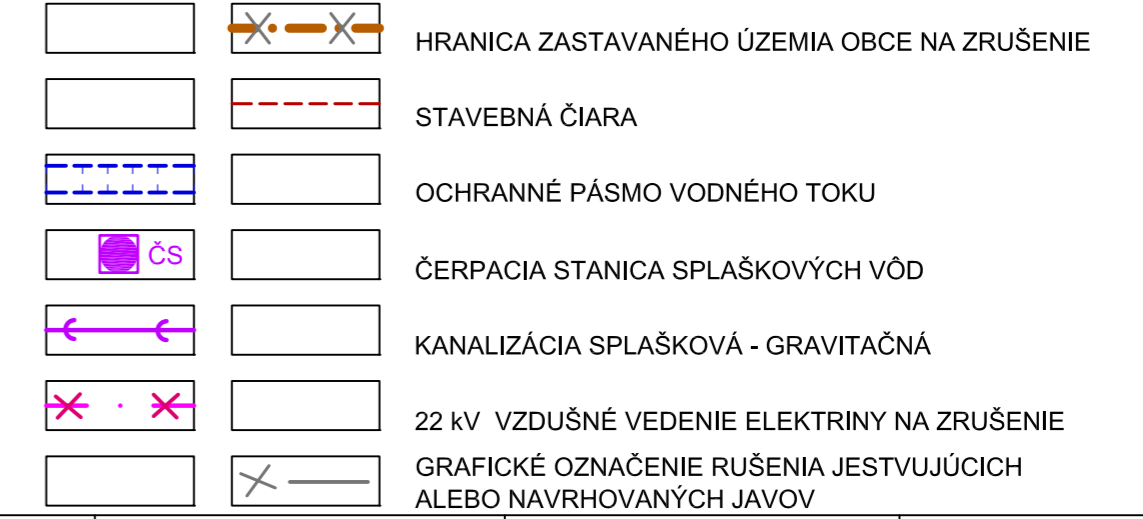 HRANICA ZASTAVANÉHO ÚZEMIA OBCE NA ZRUŠENIE
STAVEBNÁ ČIARA
OCHRANNÉ PÁSMO VODNÉHO TOKU
ČS
ČERPACIA STANICA SPLAŠKOVÝCH VÔD
KANALIZÁCIA SPLAŠKOVÁ - GRAVITAČNÁ
22 kV VZDUŠNÉ VEDENIE ELEKTRINY NA ZRUŠENIE
GRAFICKÉ OZNAČENIE RUŠENIA JESTVUJÚCICH
ALEBO NAVRHOVANÝCH JAVOV